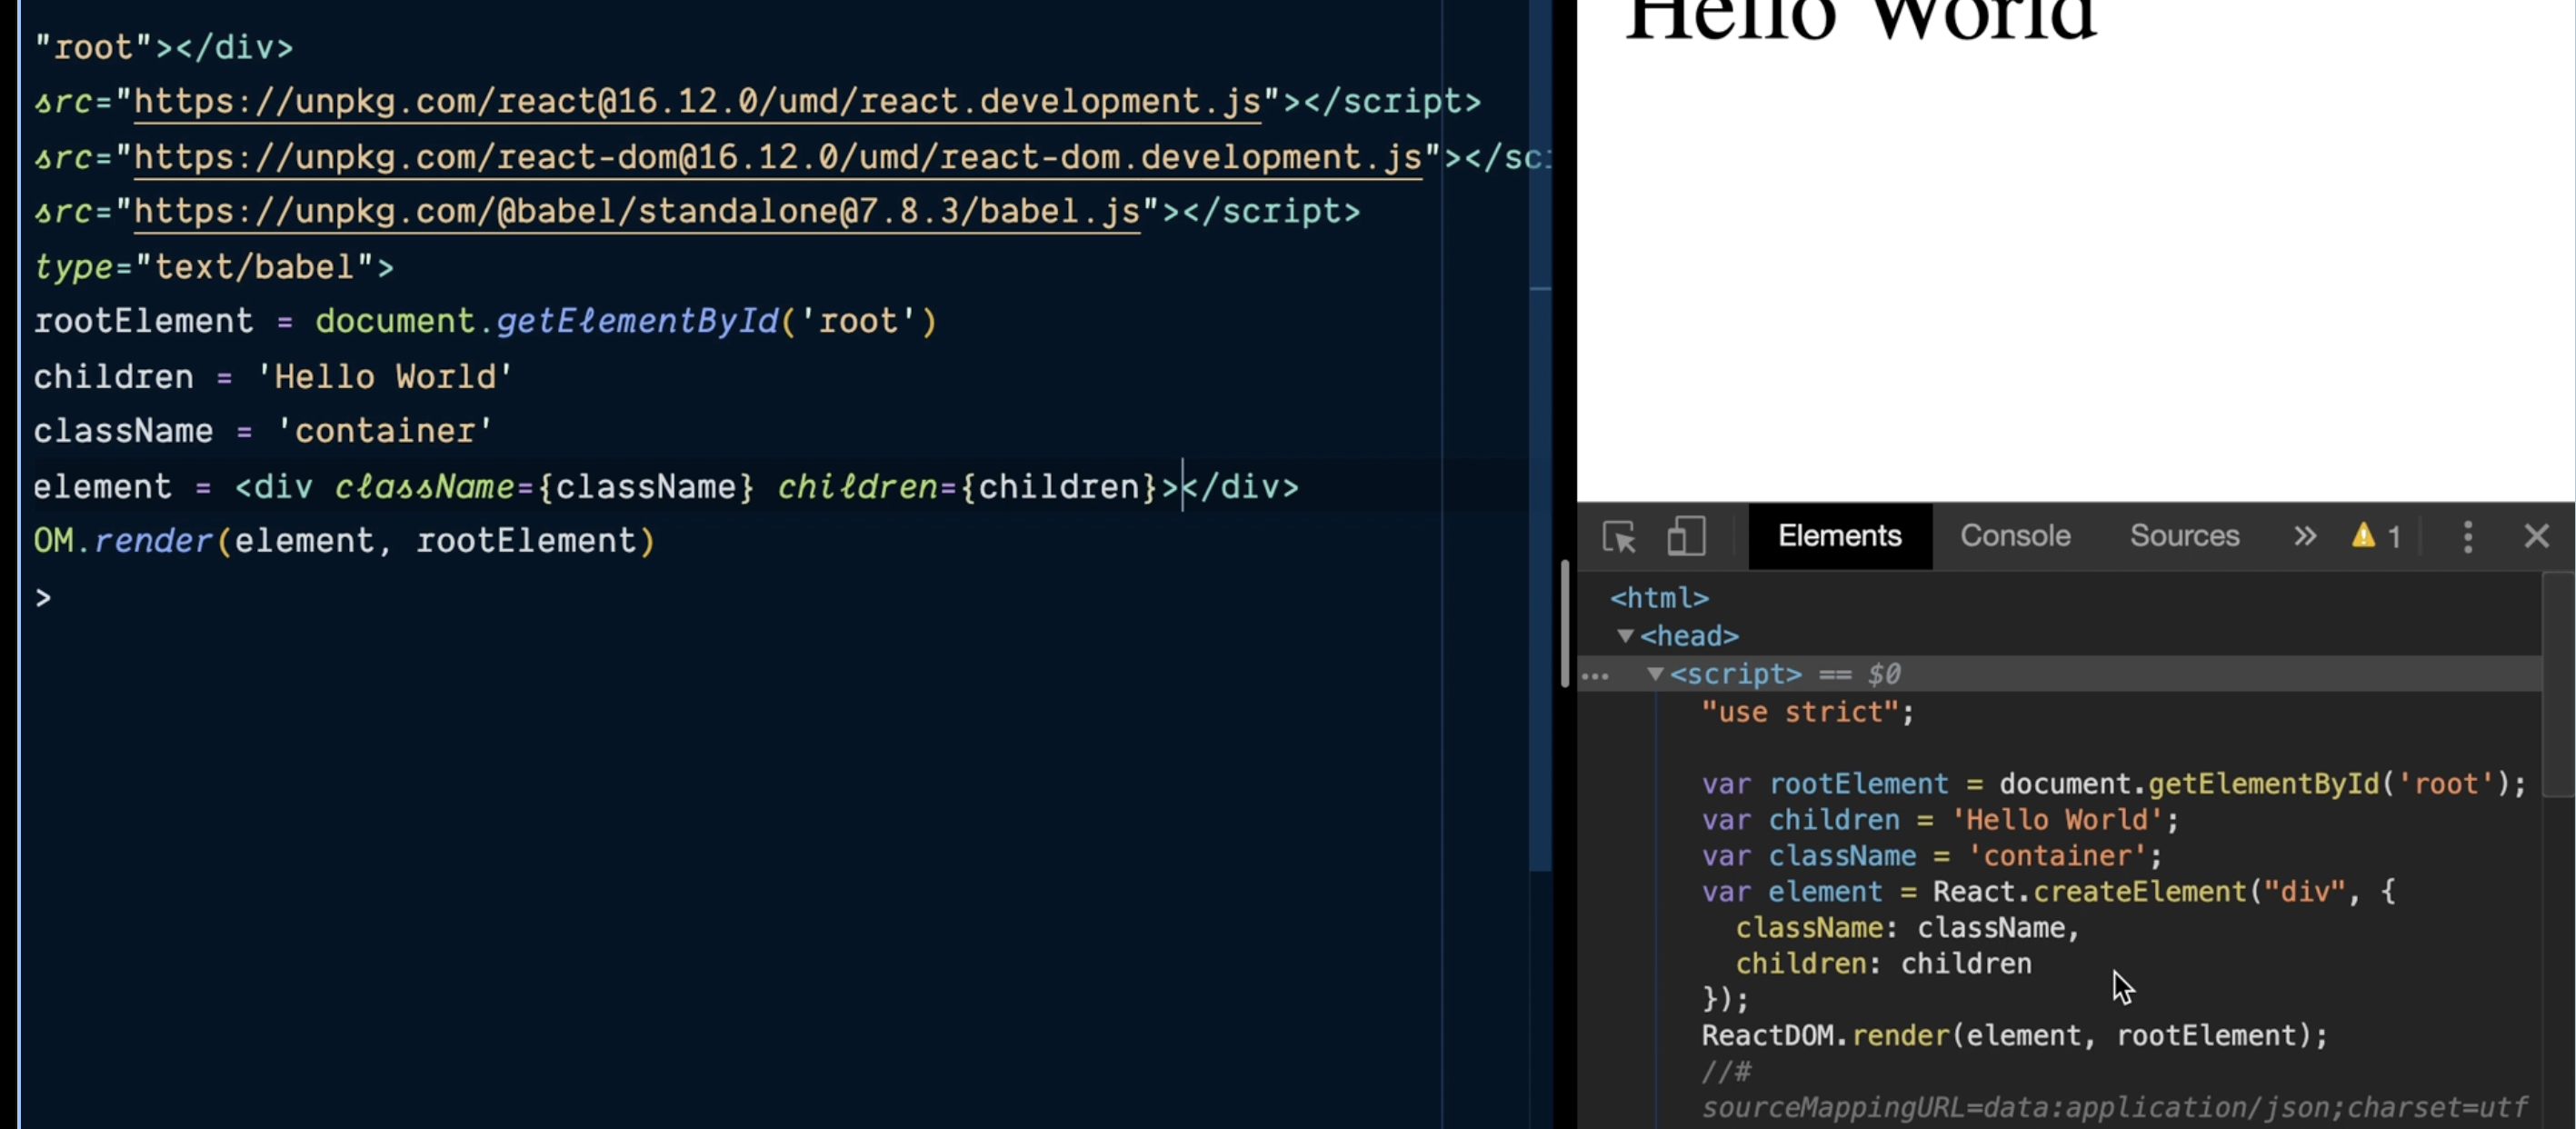 "root"></div>
src="https://unpkg.com/react@16.12.0/umd/react.development.js"></script>
src="https://unpkg.com/react-dom@16.12.0/umd/react-dom.development.js"></sc
src="https://unpkg.com/@babel/standalone@7.8.3/babel.js"></script>
type="text/babel">
rootElement = document.getElementById('root')
children = 'Hello World'
className = 'container'
element = <div className={className} children={children}></div>
OM.render(element, rootElement)
>
Hello World
Elements Console Sources » 1
<html>
<head>
<script> == $0
"use strict";
var rootElement = document.getElementById('root');
var children = 'Hello World';
var className = 'container';
var element = React.createElement("div", {
className: className,
children: children
});
ReactDOM.render(element, rootElement);
//#
sourceMappingURL=data:application/json;charset=utf